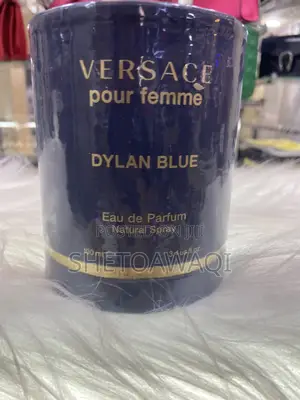 VERSACE
pour femme
DYLAN BLUE
Eau de Parfum
Natural Spray
SHETOAWAQI